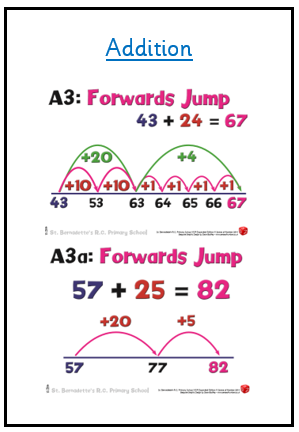 Addition
A3: Forwards Jump
43 + 24 = 67
+20 +4
+10 +10 +1 +1 +1 +1
43 53 63 64 65 66 67
St. Bernadette's R.C. Primary School
A3a: Forwards Jump
57 + 25 = 82
+20 +5
57 77 82
St. Bernadette's R.C. Primary School